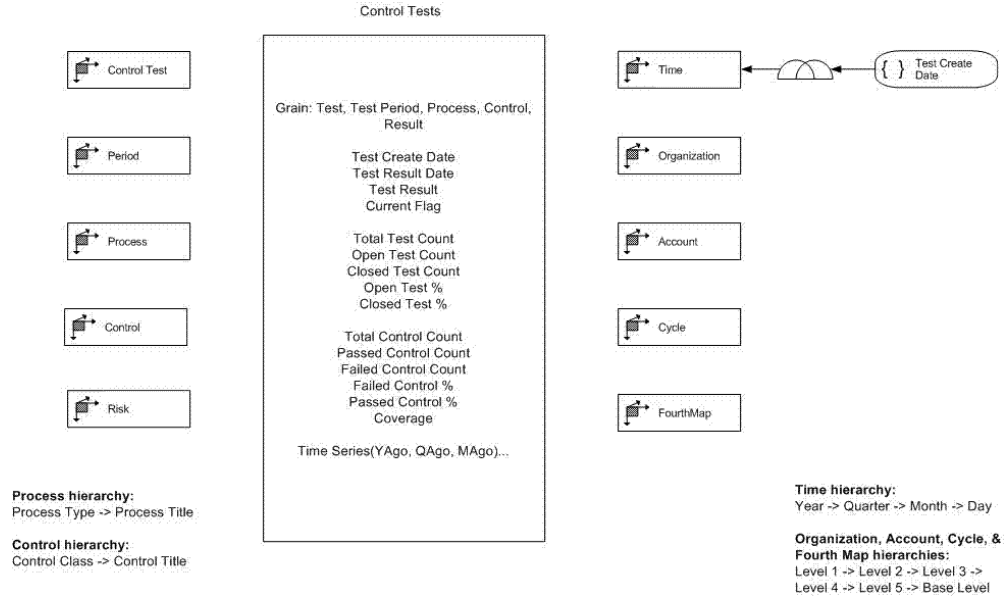 Control Tests
Control Test
Period
Process
Control
Risk
Grain: Test, Test Period, Process, Control,
Result
Test Create Date
Test Result Date
Test Result
Current Flag
Total Test Count
Open Test Count
Closed Test Count
Open Test %
Closed Test %
Total Control Count
Passed Control Count
Failed Control Count
Failed Control %
Passed Control %
Coverage
Time Series(YAgo, QAgo, MAgo)...
Time
{ } Test Create
Date
Organization
Account
Cycle
FourthMap
Process hierarchy:
Process Type -> Process Title
Control hierarchy:
Control Class -> Control Title
Time hierarchy:
Year -> Quarter -> Month -> Day
Organization, Account, Cycle, &
Fourth Map hierarchies:
Level 1 -> Level 2 -> Level 3 ->
Level 4 -> Level 5 -> Base Level